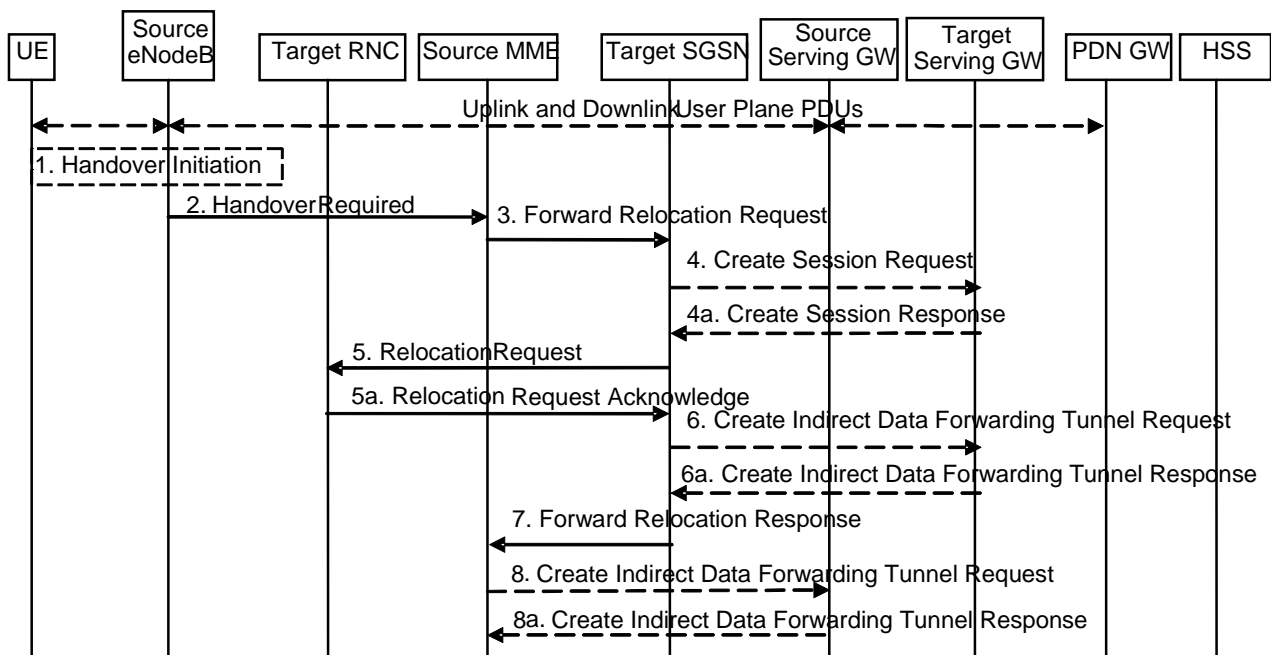 UE
Source
eNodeB
Target RNC
Source MME
Target SGSN
Source
Serving GW
Target
Serving GW
PDN GW
HSS
Uplink and Downlink User Plane PDUs
1. Handover Initiation
2. Handover Required
3. Forward Relocation Request
4. Create Session Request
4a. Create Session Response
5. Relocation Request
5a. Relocation Request Acknowledge
6. Create Indirect Data Forwarding Tunnel Request
6a. Create Indirect Data Forwarding Tunnel Response
7. Forward Relocation Response
8. Create Indirect Data Forwarding Tunnel Request
8a. Create Indirect Data Forwarding Tunnel Response